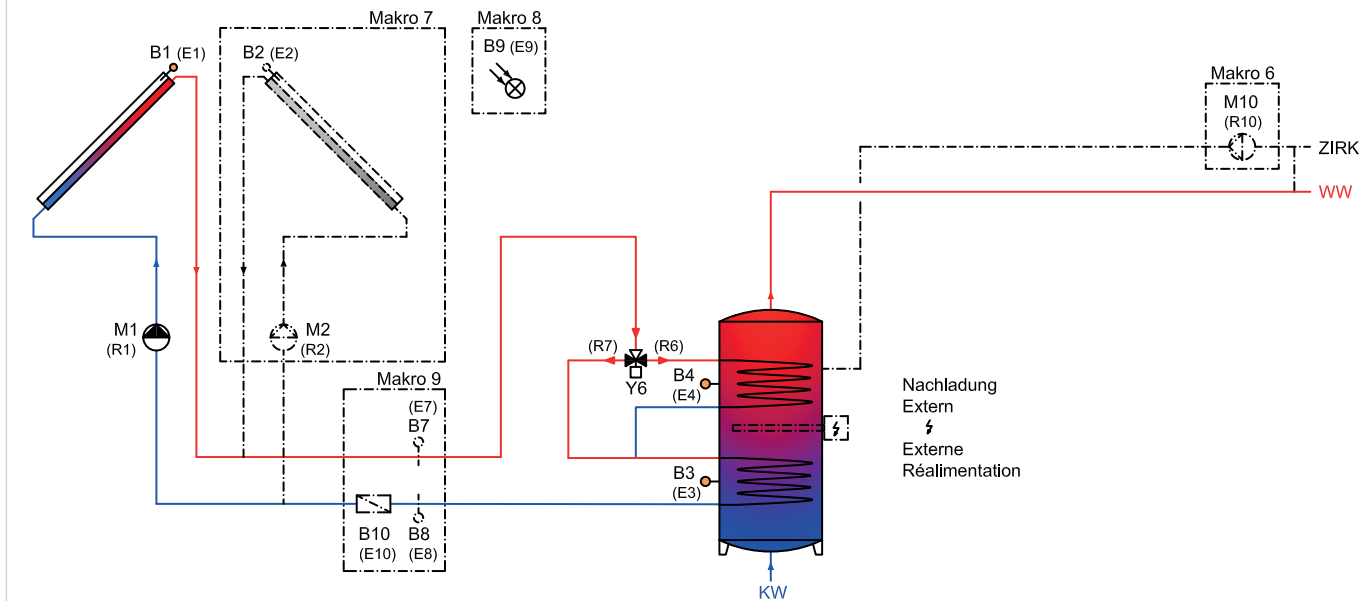 Makro 7
Makro 8
B1 (E1)
B2 (E2)
B9 (E9)
Makro 6
M10
(R10)
ZIRK
WW
M1
(R1)
M2
(R2)
(R7)
(R6)
Y6
B4
(E4)
Makro 9
(E7)
B7
Nachladung
Extern
Externe
Réalimentation
B3
(E3)
B10
(E10)
B8
(E8)
KW